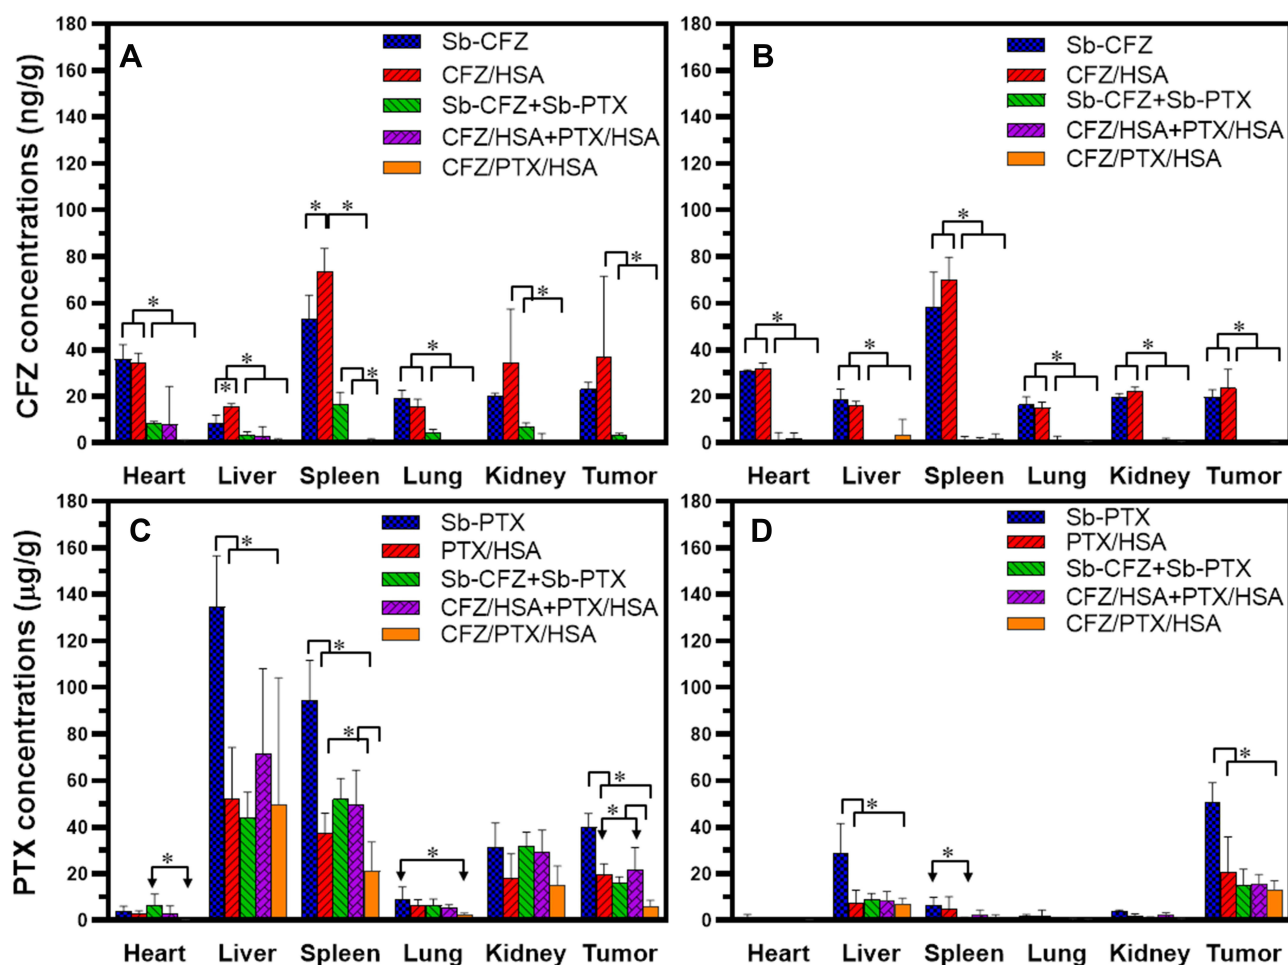 A
CFZ concentrations (ng/g)
180
160
140
120
100
80
60
40
20
0
Sb-CFZ
CFZ/HSA
Sb-CFZ+Sb-PTX
CFZ/HSA+PTX/HSA
CFZ/PTX/HSA
* * * * * * * * * *
Heart Liver Spleen Lung Kidney Tumor
B
180
160
140
120
100
80
60
40
20
0
Sb-CFZ
CFZ/HSA
Sb-CFZ+Sb-PTX
CFZ/HSA+PTX/HSA
CFZ/PTX/HSA
* * * * * *
Heart Liver Spleen Lung Kidney Tumor
C
PTX concentrations (µg/g)
180
160
140
120
100
80
60
40
20
0
Sb-PTX
PTX/HSA
Sb-CFZ+Sb-PTX
CFZ/HSA+PTX/HSA
CFZ/PTX/HSA
* * * * * * *
Heart Liver Spleen Lung Kidney Tumor
D
180
160
140
120
100
80
60
40
20
0
Sb-PTX
PTX/HSA
Sb-CFZ+Sb-PTX
CFZ/HSA+PTX/HSA
CFZ/PTX/HSA
* * *
Heart Liver Spleen Lung Kidney Tumor